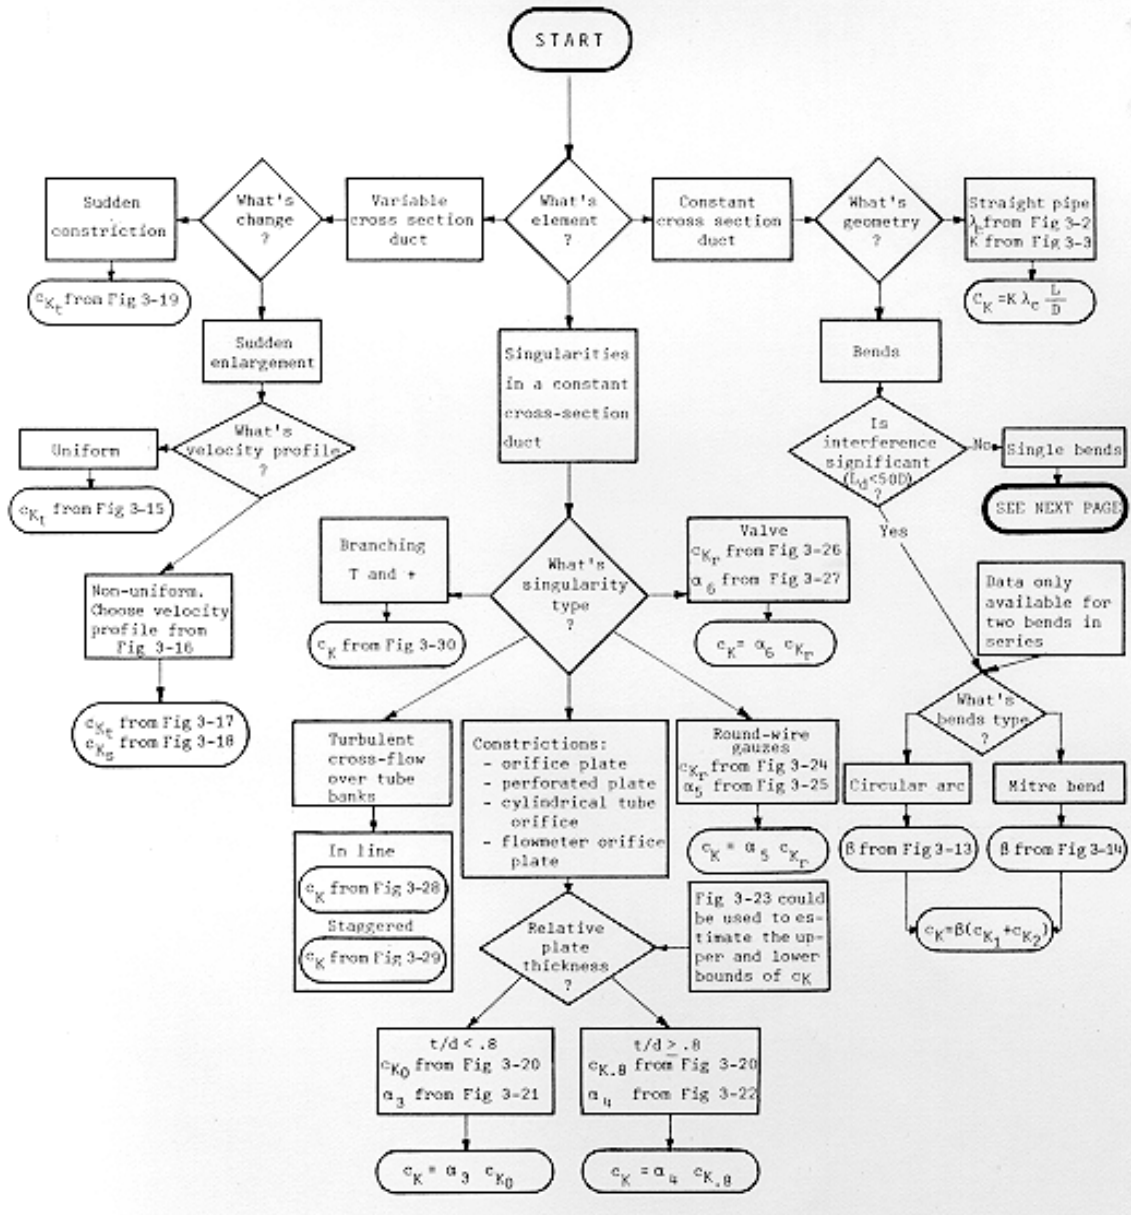 START
Sudden
constriction
What's
change
?
Variable
cross section
duct
What's
element
?
Constant
cross section
duct
What's
geometry
?
Straight pipe
λt from Fig 3-2
K from Fig 3-3
cKt from Fig 3-19
CK = K λc L/D
Sudden
enlargement
Singularities
in a constant
cross-section
duct
Bends
What's
velocity profile
?
Uniform
cKt from Fig 3-15
Is
interference
significant
(Ld<50D)
?
No
Single bends
SEE NEXT PAGE
Yes
Branching
T and +
What's
singularity
type
?
Valve
cKr from Fig 3-26
α6 from Fig 3-27
cK from Fig 3-30
cK = α6 cKr
Data only
available for
two bends in
series
Non-uniform.
Choose velocity
profile from
Fig 3-16
cKt from Fig 3-17
cKs from Fig 3-18
Turbulent
cross-flow
over tube
banks
Constrictions:
- orifice plate
- perforated plate
- cylindrical tube
orifice
- flowmeter orifice
plate
Round-wire
gauzes
cKr from Fig 3-24
α5 from Fig 3-25
cK = α5 cKr
What's
bends type
?
Circular arc
Mitre bend
β from Fig 3-13
β from Fig 3-14
cK=β(cK1+cK2)
In line
cK from Fig 3-28
Staggered
cK from Fig 3-29
Relative
plate
thickness
?
Fig 3-23 could
be used to es-
timate the up-
per and lower
bounds of cK
t/d < .8
cK0 from Fig 3-20
α3 from Fig 3-21
t/d ≥ .8
cK.8 from Fig 3-20
α4 from Fig 3-22
cK = α3 cK0
cK = α4 cK.8